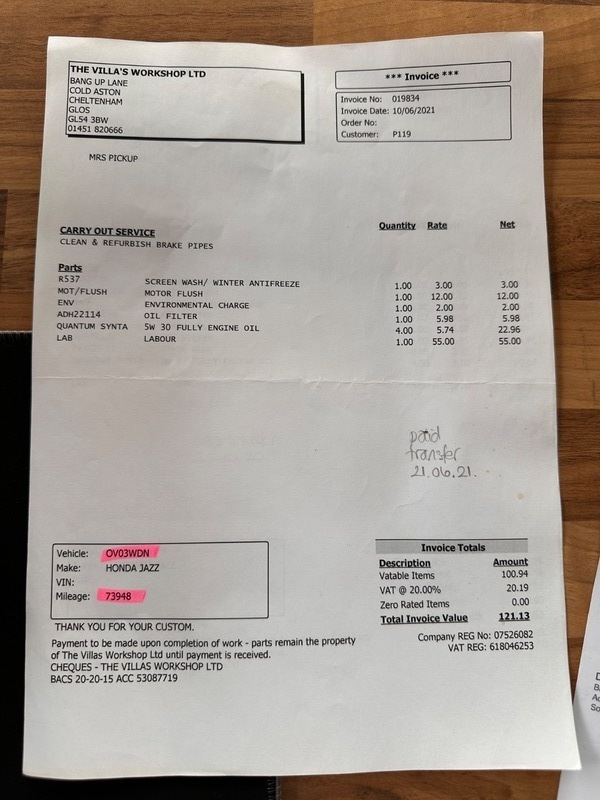 THE VILLA'S WORKSHOP LTD
BANG UP LANE
COLD ASTON
CHELTENHAM
GLOS
GL54 3BW
01451 820666
*** Invoice ***
Invoice No: 019834
Invoice Date: 10/06/2021
Order No:
Customer: P119
MRS PICKUP
CARRY OUT SERVICE Quantity Rate Net
CLEAN & REFURBISH BRAKE PIPES
Parts
R537 SCREEN WASH/ WINTER ANTIFREEZE 1.00 3.00 3.00
MOT/FLUSH MOTOR FLUSH 1.00 12.00 12.00
ENV ENVIRONMENTAL CHARGE 1.00 2.00 2.00
ADH22114 OIL FILTER 1.00 5.98 5.98
QUANTUM SYNTA 5W 30 FULLY ENGINE OIL 4.00 5.74 22.96
LAB LABOUR 1.00 55.00 55.00
paid
transfer
21.06.21.
Vehicle: OV03WDN
Make: HONDA JAZZ
VIN:
Mileage: 73948
Invoice Totals
Description Amount
Vatable Items 100.94
VAT @ 20.00% 20.19
Zero Rated Items 0.00
Total Invoice Value 121.13
THANK YOU FOR YOUR CUSTOM.
Payment to be made upon completion of work - parts remain the property
of The Villas Workshop Ltd until payment is received.
CHEQUES - THE VILLAS WORKSHOP LTD
BACS 20-20-15 ACC 53087719
Company REG No: 07526082
VAT REG: 618046253